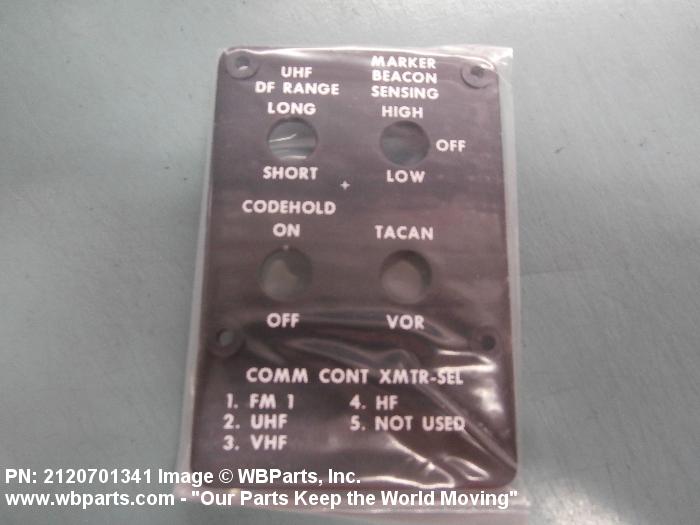 UHF
DF RANGE
MARKER
BEACON
SENSING
LONG
HIGH
OFF
SHORT
LOW
CODEHOLD
ON
TACAN
OFF
VOR
COMM CONT XMTR-SEL
1. FM 1
4. HF
2. UHF
5. NOT USED
3. VHF
PN: 2120701341 Image © WBParts, Inc.
www.wbparts.com - "Our Parts Keep the World Moving"